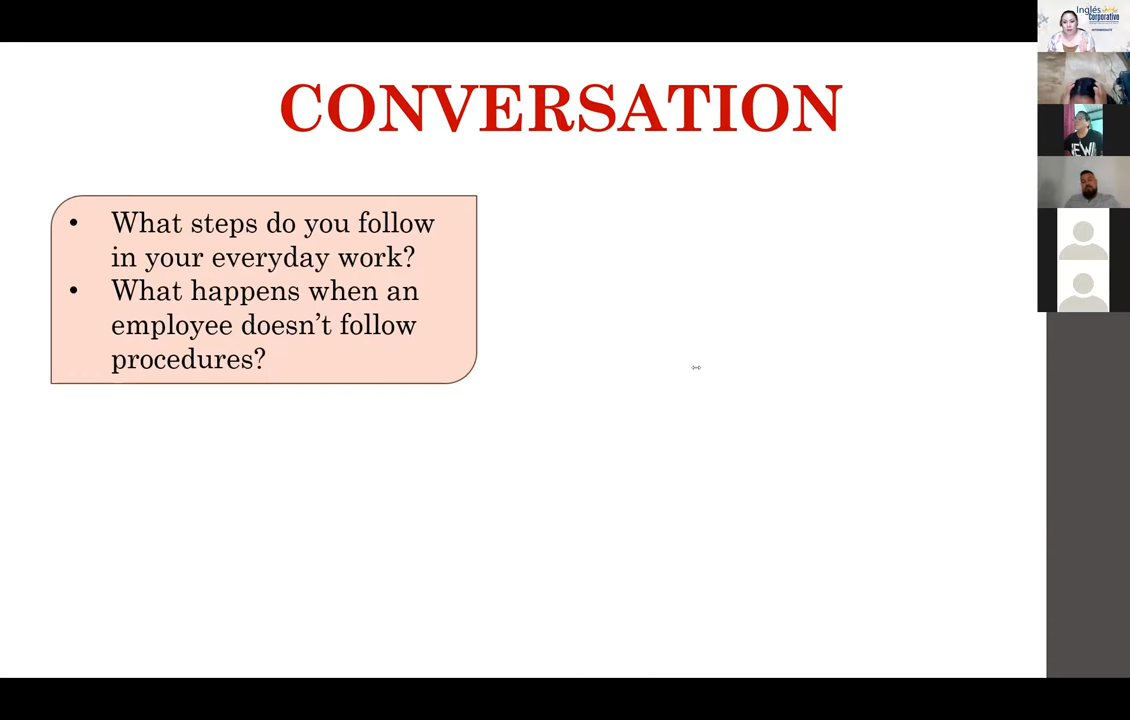 Inglés
Corporativo
CONVERSATION
• What steps do you follow
in your everyday work?
• What happens when an
employee doesn’t follow
procedures?